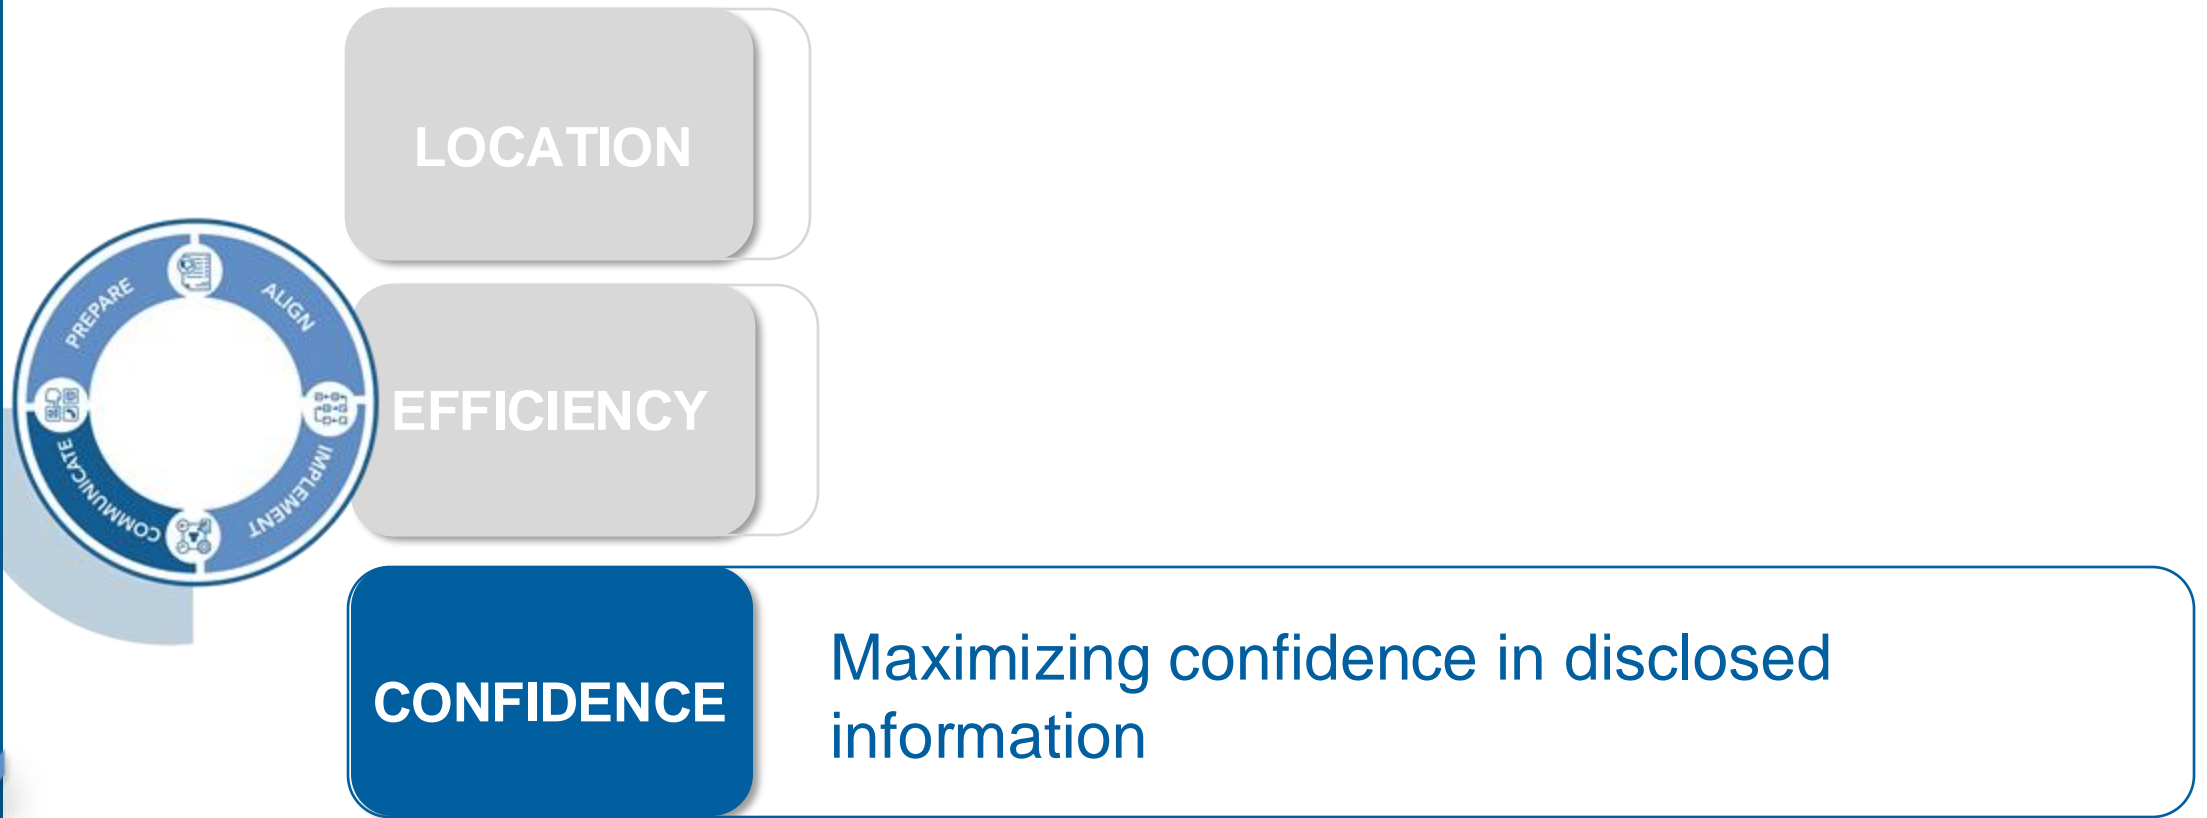 LOCATION
PREPARE
ALIGN
EFFICIENCY
COMMUNICATE
IMPLEMENT
CONFIDENCE
Maximizing confidence in disclosed
information